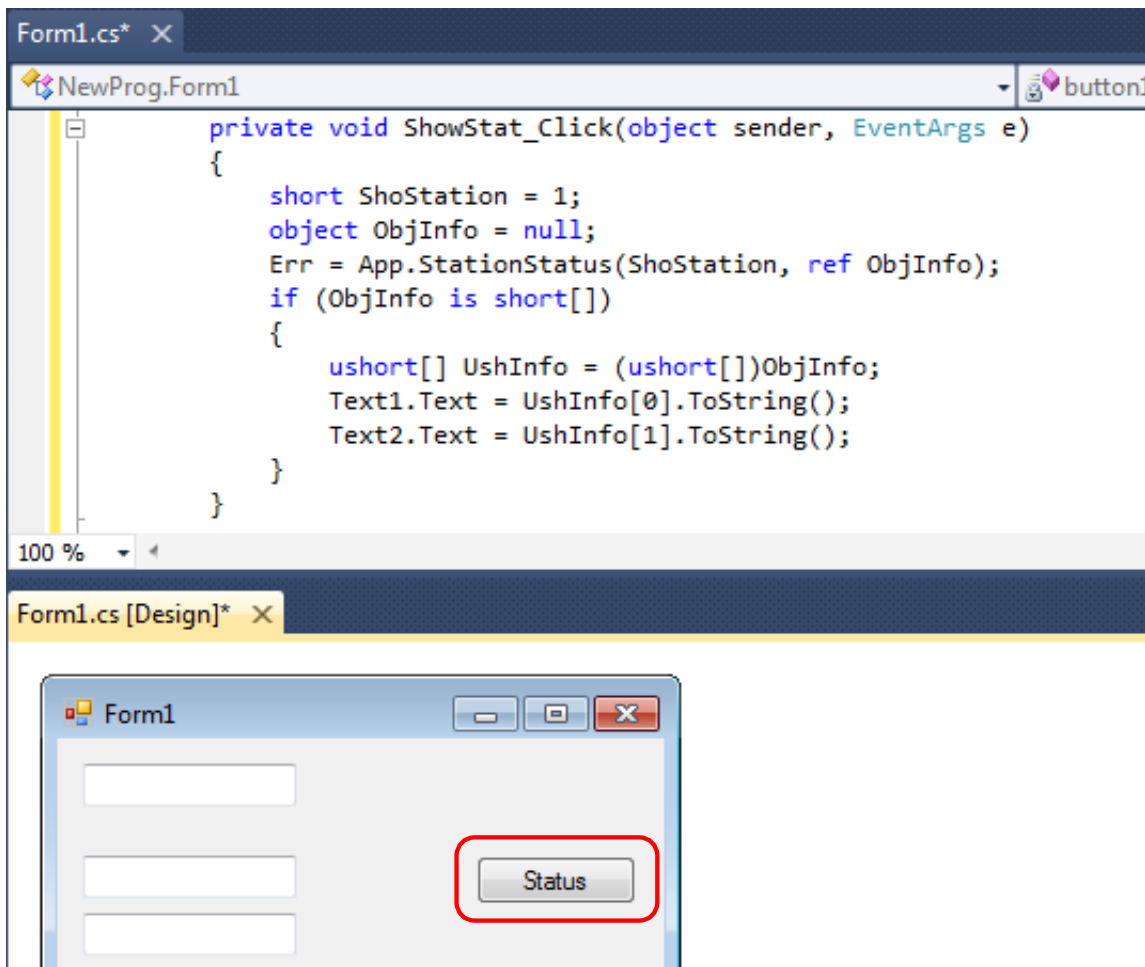 Form1.cs*
NewProg.Form1 button1
private void ShowStat_Click(object sender, EventArgs e)
{
short ShoStation = 1;
object ObjInfo = null;
Err = App.StationStatus(ShoStation, ref ObjInfo);
if (ObjInfo is short[])
{
ushort[] UshInfo = (ushort[])ObjInfo;
Text1.Text = UshInfo[0].ToString();
Text2.Text = UshInfo[1].ToString();
}
}
100 %
Form1.cs [Design]*
Form1
Status